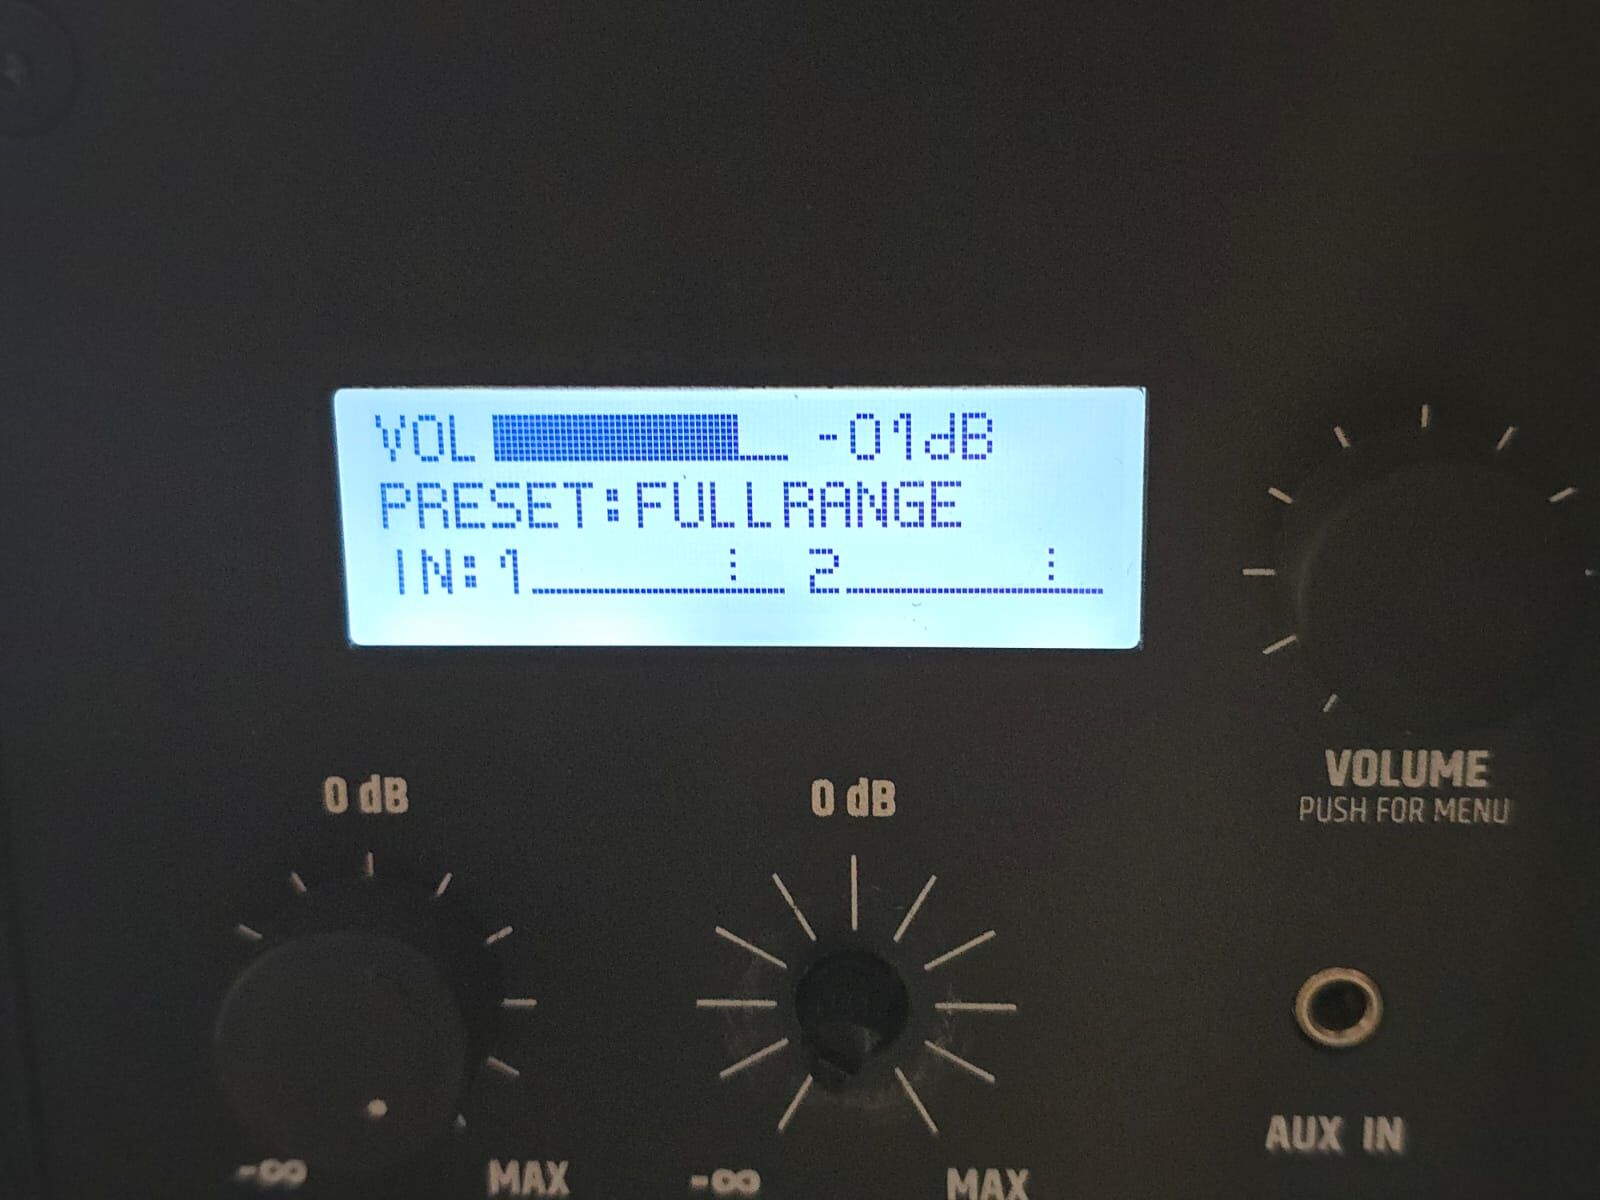 VOL -01dB
PRESET:FULLRANGE
IN:1 2
VOLUME
PUSH FOR MENU
0 dB
0 dB
AUX IN
-∞ MAX
-∞ MAX